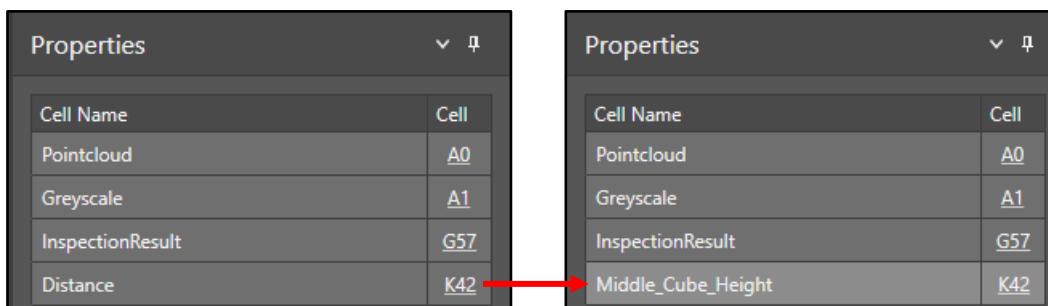 Properties
Cell Name Cell
Pointcloud A0
Greyscale A1
InspectionResult G57
Distance K42
Properties
Cell Name Cell
Pointcloud A0
Greyscale A1
InspectionResult G57
Middle_Cube_Height K42